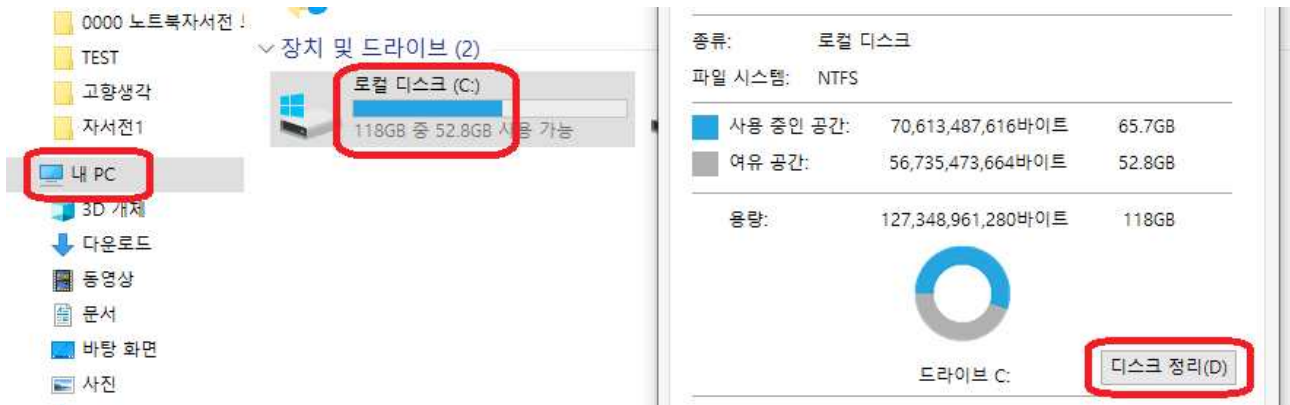 0000 노트북자서전
TEST
고향생각
자서전1
내 PC
3D 개체
다운로드
동영상
문서
바탕 화면
사진
장치 및 드라이브 (2)
로컬 디스크 (C:)
118GB 중 52.8GB 사용 가능
종류: 로컬 디스크
파일 시스템: NTFS
사용 중인 공간: 70,613,487,616바이트 65.7GB
여유 공간: 56,735,473,664바이트 52.8GB
용량: 127,348,961,280바이트 118GB
드라이브 C:
디스크 정리(D)